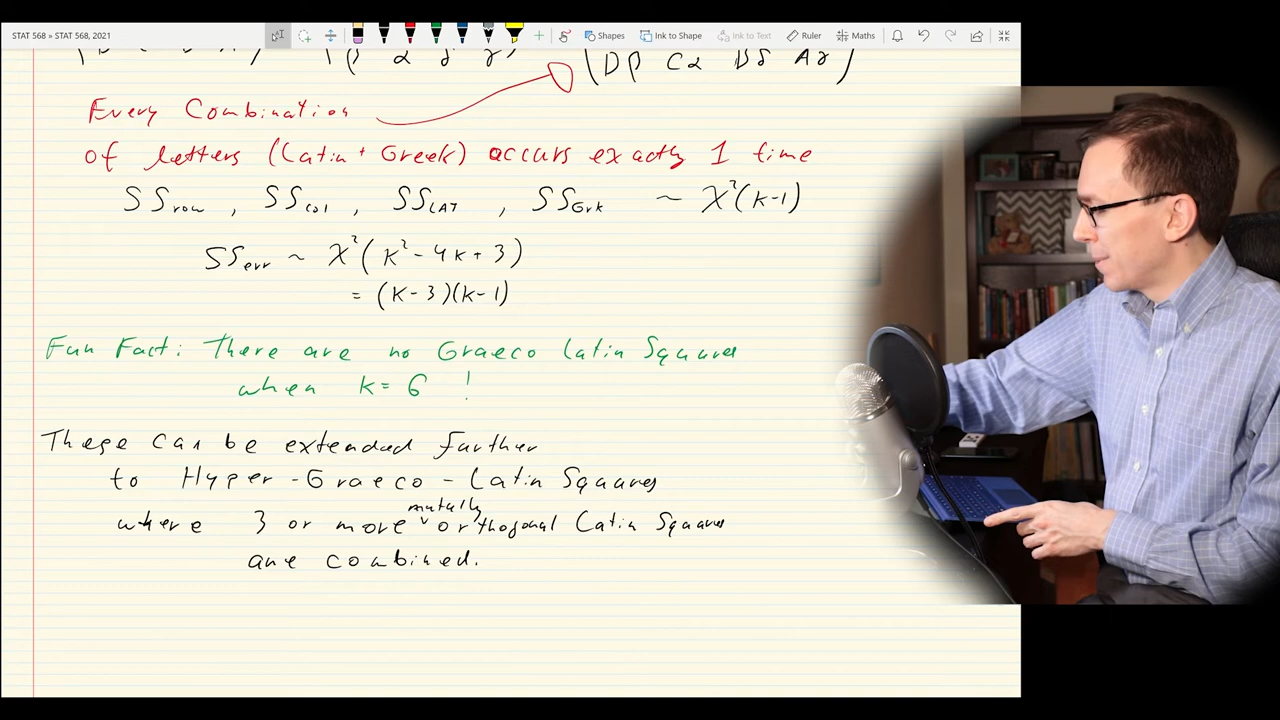 STAT 568 » STAT 568, 2021
Shapes Ink to Shape Ink to Text Ruler Maths
Dβ Cα Bδ Aγ
Every Combination
of letters (Latin + Greek) occurs exactly 1 time
SSrow , SScol , SSLAT , SSGrk ~ χ²(k-1)
SSerr ~ χ²(k² - 4k + 3)
= (k-3)(k-1)
Fun Fact: There are no Graeco Latin Squares
when k = 6 !
These can be extended further
to Hyper-Graeco-Latin Squares
mutally
where 3 or more orthogonal Latin Squares
are combined.